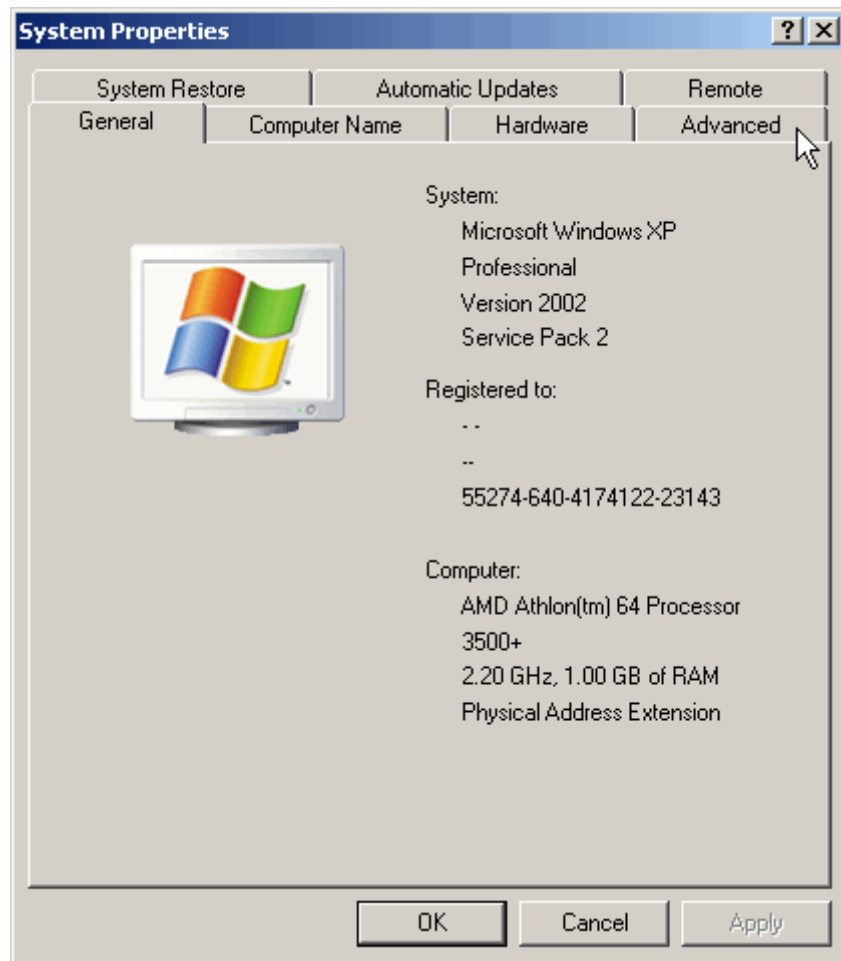 System Properties
System Restore Automatic Updates Remote
General Computer Name Hardware Advanced
System:
Microsoft Windows XP
Professional
Version 2002
Service Pack 2
Registered to:
- -
--
55274-640-4174122-23143
Computer:
AMD Athlon(tm) 64 Processor
3500+
2.20 GHz, 1.00 GB of RAM
Physical Address Extension
OK Cancel Apply